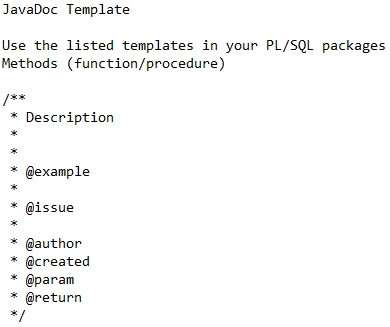 JavaDoc Template
Use the listed templates in your PL/SQL packages
Methods (function/procedure)
/**
 * Description
 *
 *
 * @example
 *
 * @issue
 *
 * @author
 * @created
 * @param
 * @return
 */